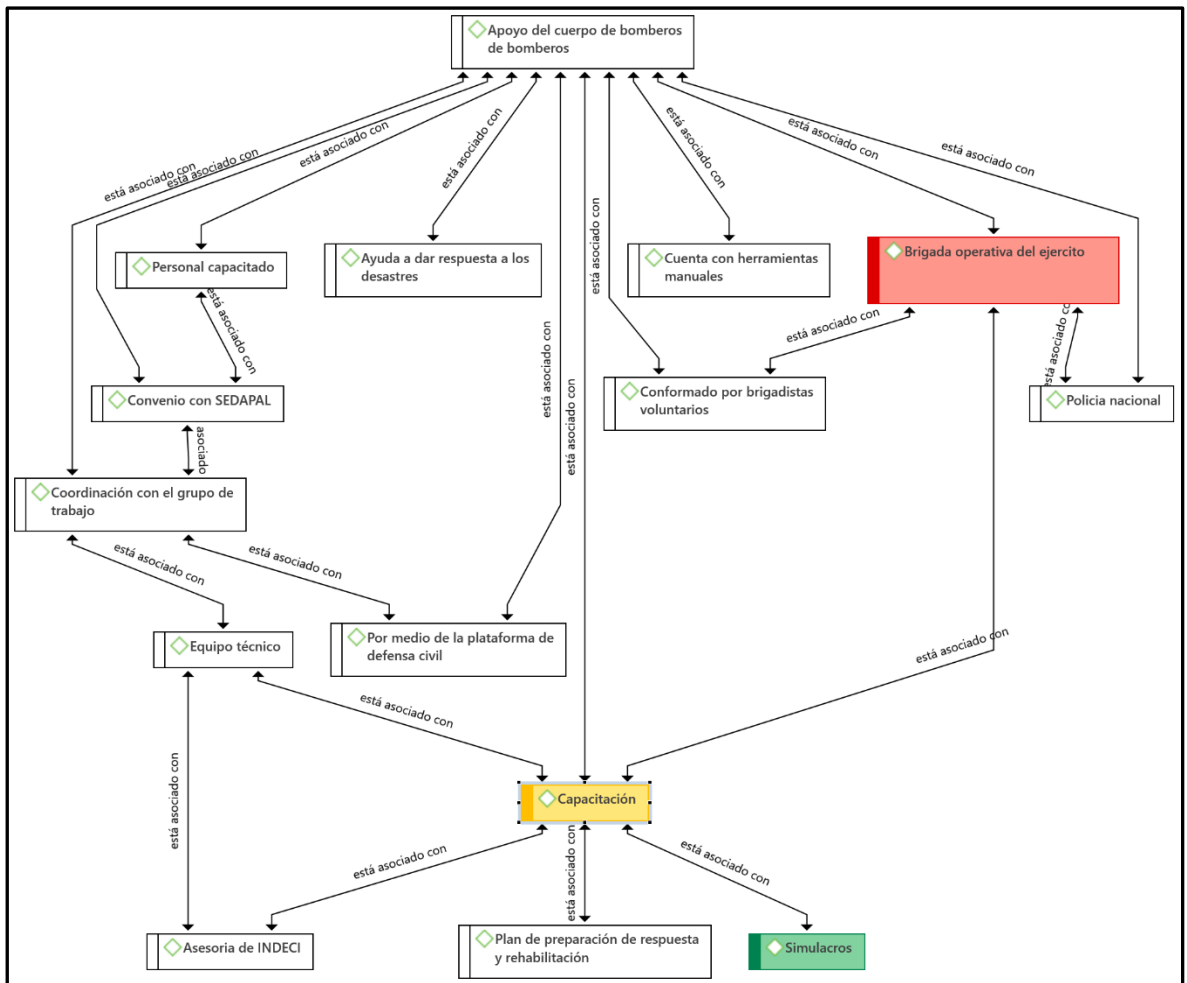 Apoyo del cuerpo de bomberos
de bomberos
está asociado con
está asociado con
está asociado con
está asociado con
está asociado con
está asociado con
está asociado con
está asociado con
está asociado con
está asociado con
Personal capacitado
Ayuda a dar respuesta a los
desastres
Cuenta con herramientas
manuales
Brigada operativa del ejercito
está asociado con
está asociado con
está asociado co
Convenio con SEDAPAL
Conformado por brigadistas
voluntarios
Policia nacional
asociado
Coordinación con el grupo de
trabajo
está asociado con
está asociado con
Equipo técnico
Por medio de la plataforma de
defensa civil
está asociado con
está asociado con
está asociado con
Capacitación
está asociado con
está asociado con
está asociado con
Asesoria de INDECI
Plan de preparación de respuesta
y rehabilitación
Simulacros